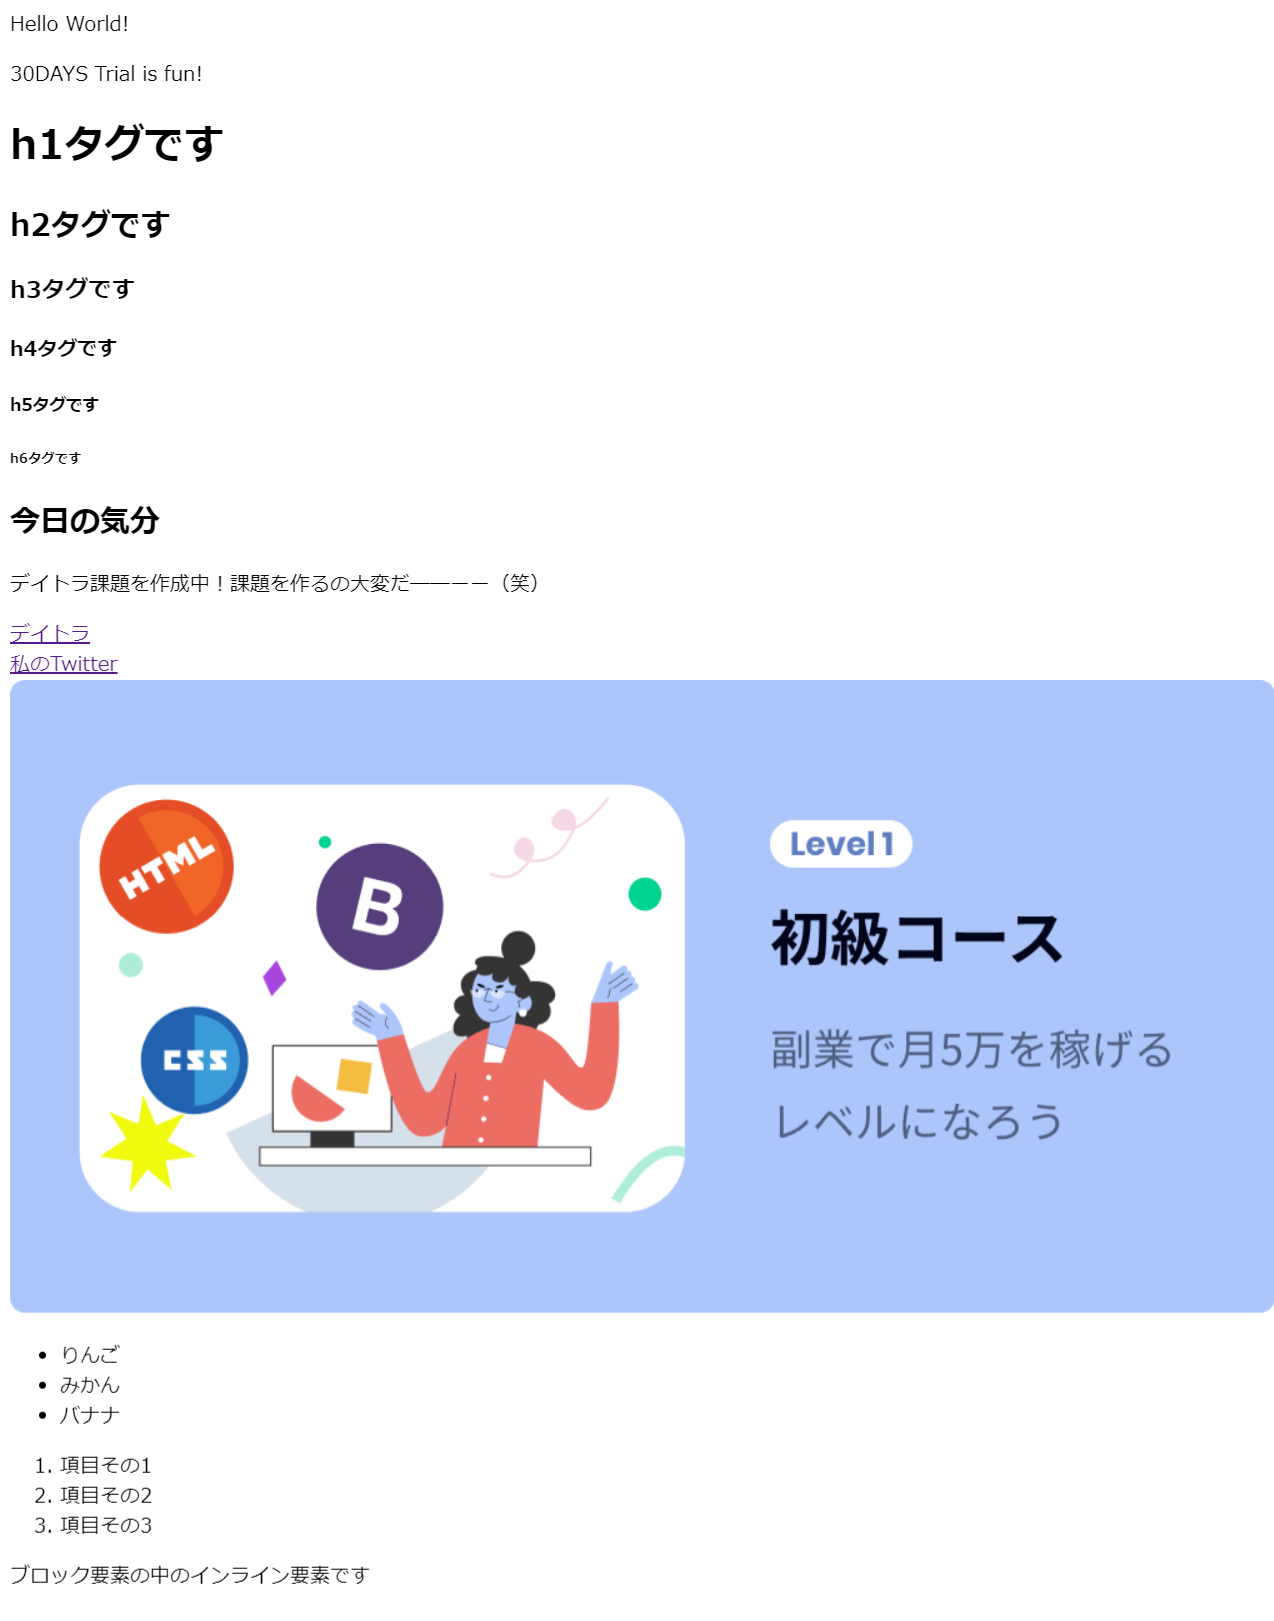 Hello World!
30DAYS Trial is fun!
h1タグです
h2タグです
h3タグです
h4タグです
h5タグです
h6タグです
今日の気分
デイトラ課題を作成中！課題を作るの大変だ――ーー（笑）
デイトラ
私のTwitter
HTML
B
CSS
Level 1
初級コース
副業で月5万を稼げる
レベルになろう
• りんご
• みかん
• バナナ
1. 項目その1
2. 項目その2
3. 項目その3
ブロック要素の中のインライン要素です